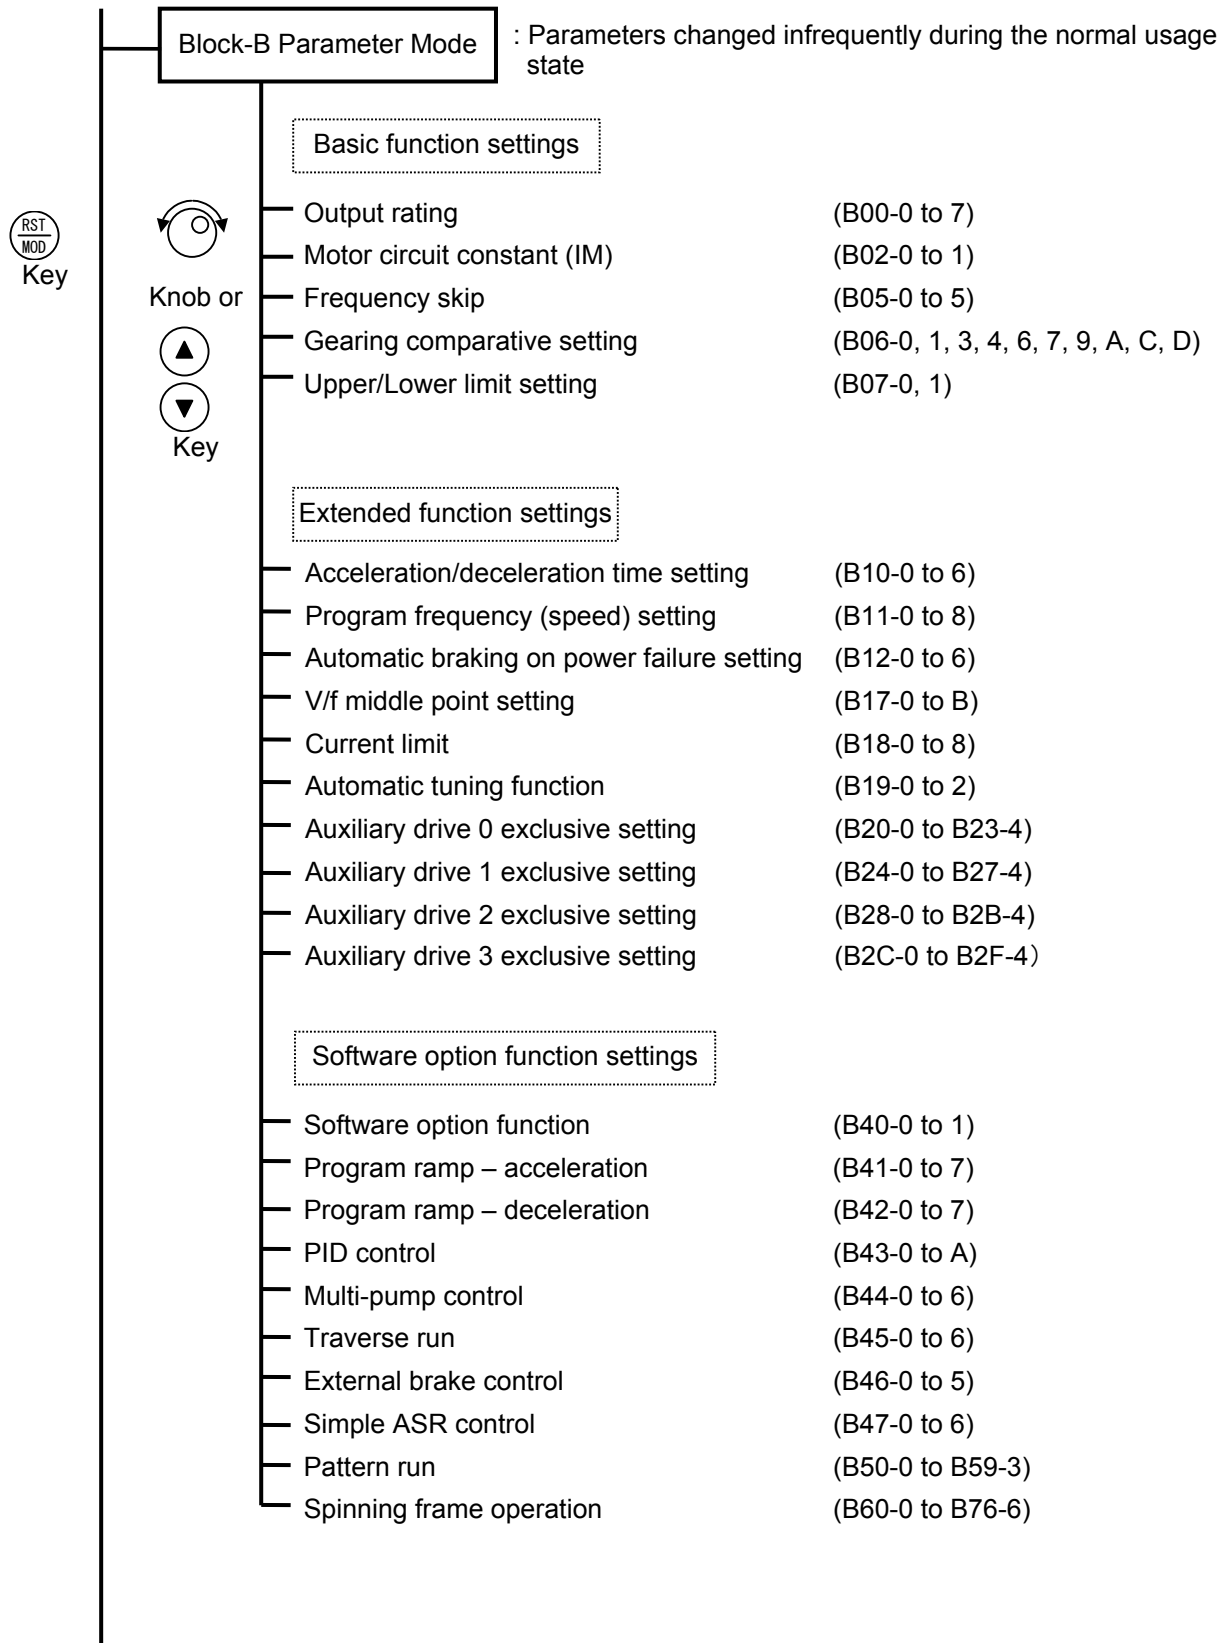 Block-B Parameter Mode
: Parameters changed infrequently during the normal usage
state
Basic function settings
RST
MOD
Key
Knob or
Key
Output rating (B00-0 to 7)
Motor circuit constant (IM) (B02-0 to 1)
Frequency skip (B05-0 to 5)
Gearing comparative setting (B06-0, 1, 3, 4, 6, 7, 9, A, C, D)
Upper/Lower limit setting (B07-0, 1)
Extended function settings
Acceleration/deceleration time setting (B10-0 to 6)
Program frequency (speed) setting (B11-0 to 8)
Automatic braking on power failure setting (B12-0 to 6)
V/f middle point setting (B17-0 to B)
Current limit (B18-0 to 8)
Automatic tuning function (B19-0 to 2)
Auxiliary drive 0 exclusive setting (B20-0 to B23-4)
Auxiliary drive 1 exclusive setting (B24-0 to B27-4)
Auxiliary drive 2 exclusive setting (B28-0 to B2B-4)
Auxiliary drive 3 exclusive setting (B2C-0 to B2F-4）
Software option function settings
Software option function (B40-0 to 1)
Program ramp – acceleration (B41-0 to 7)
Program ramp – deceleration (B42-0 to 7)
PID control (B43-0 to A)
Multi-pump control (B44-0 to 6)
Traverse run (B45-0 to 6)
External brake control (B46-0 to 5)
Simple ASR control (B47-0 to 6)
Pattern run (B50-0 to B59-3)
Spinning frame operation (B60-0 to B76-6)